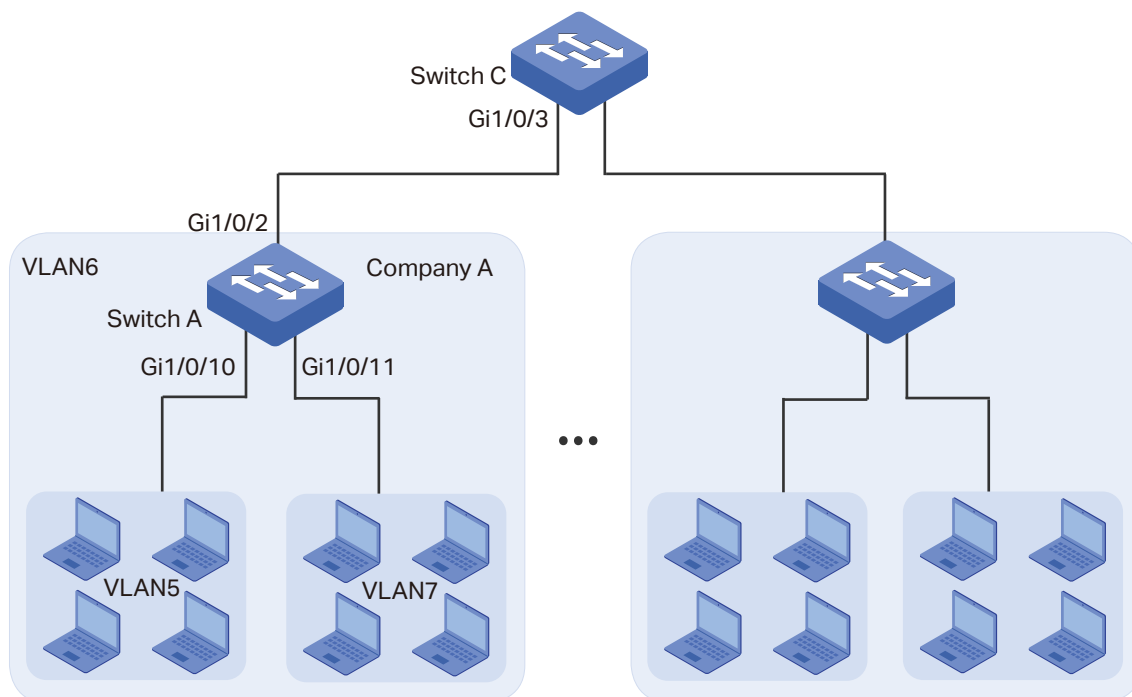 Switch C
Gi1/0/3
Gi1/0/2
VLAN6
Company A
Switch A
Gi1/0/10
Gi1/0/11
VLAN5
VLAN7